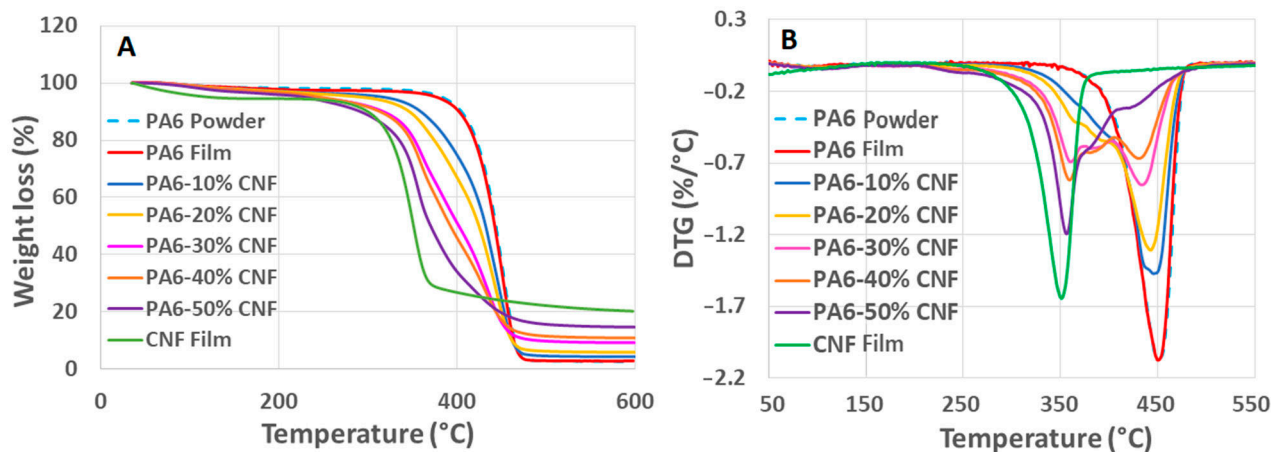 A
120
100
80
60
40
20
0
Weight loss (%)
PA6 Powder
PA6 Film
PA6-10% CNF
PA6-20% CNF
PA6-30% CNF
PA6-40% CNF
PA6-50% CNF
CNF Film
0 200 400 600
Temperature (°C)
B
0.3
−0.2
−0.7
−1.2
−1.7
−2.2
DTG (%/°C)
PA6 Powder
PA6 Film
PA6-10% CNF
PA6-20% CNF
PA6-30% CNF
PA6-40% CNF
PA6-50% CNF
CNF Film
50 150 250 350 450 550
Temperature (°C)